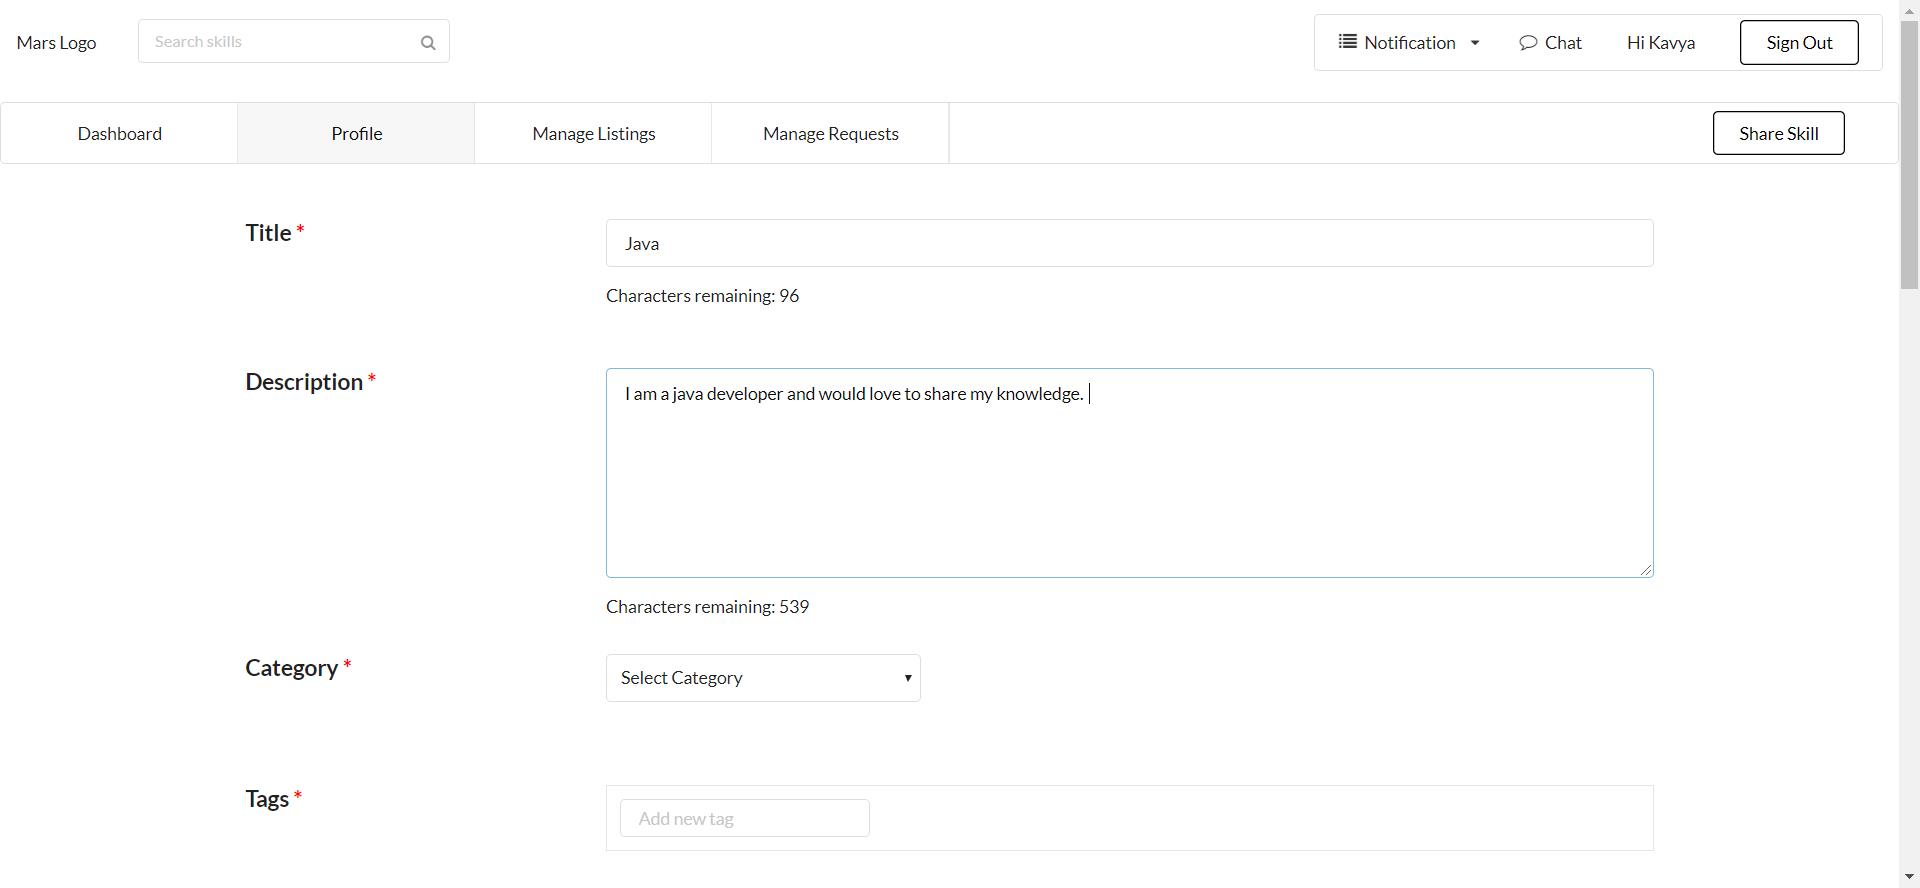 Mars Logo Search skills Notification Chat Hi Kavya Sign Out
Dashboard Profile Manage Listings Manage Requests Share Skill
Title * Java
Characters remaining: 96
Description * I am a java developer and would love to share my knowledge.
Characters remaining: 539
Category * Select Category
Tags * Add new tag